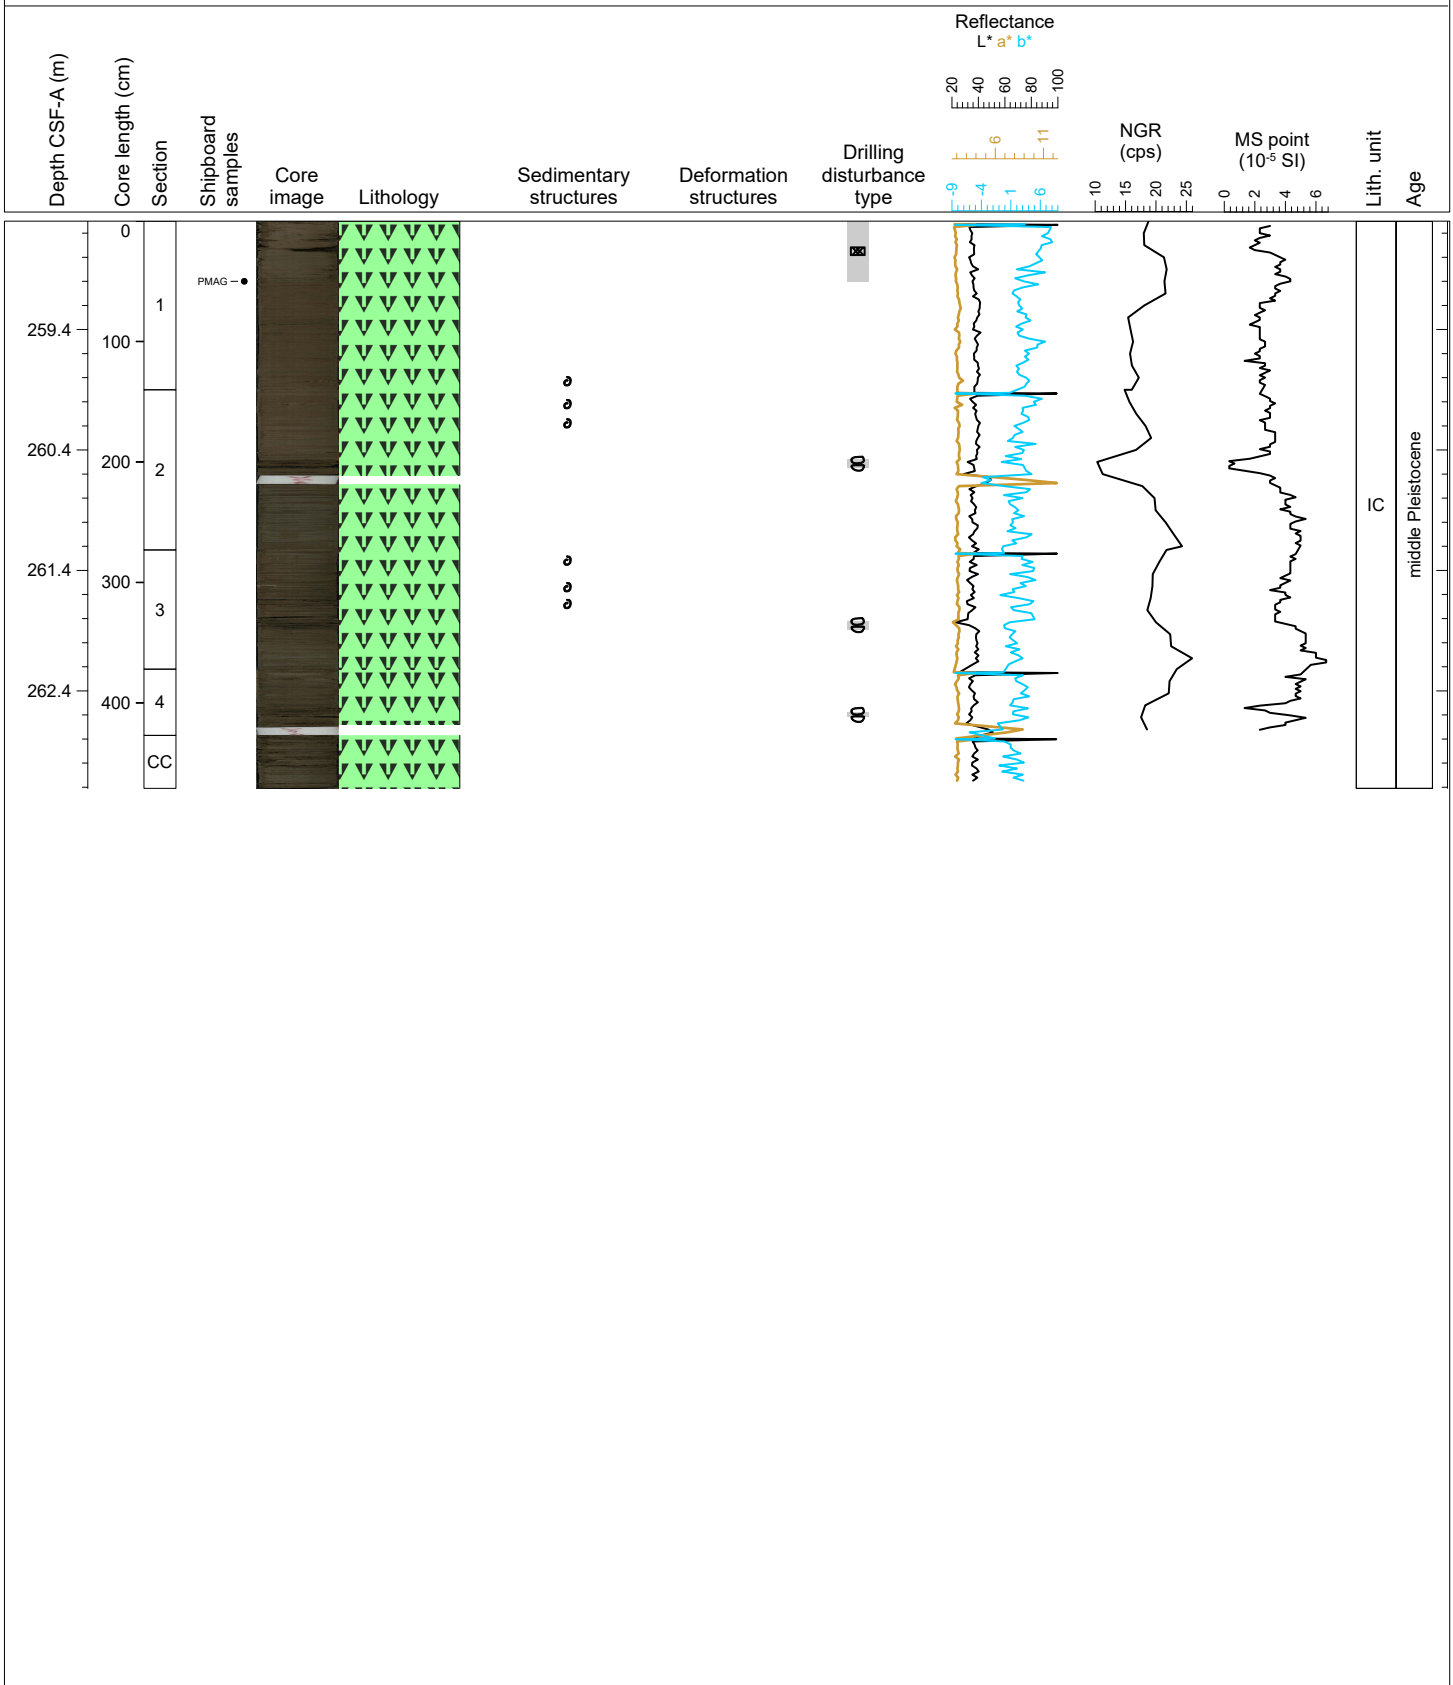 Reflectance
L* a* b*
20 40 60 80 100
6 11
-9 -4 1 6
Depth CSF-A (m)
Core length (cm)
Section
Shipboard
samples
Core
image
Lithology
Sedimentary
structures
Deformation
structures
Drilling
disturbance
type
NGR
(cps)
10 15 20 25
MS point
(10⁻⁵ SI)
0 2 4 6
Lith. unit
Age
0
PMAG
1
259.4
100
260.4
200
2
IC
middle Pleistocene
261.4
300
3
262.4
400
4
CC